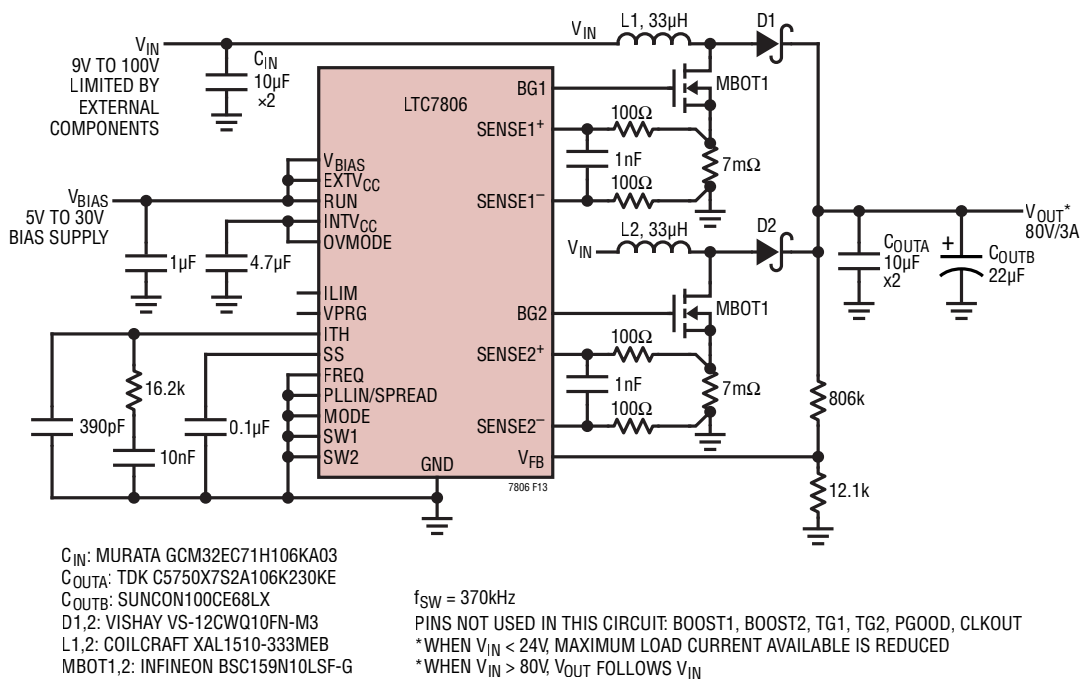 VIN
9V TO 100V
LIMITED BY
EXTERNAL
COMPONENTS
CIN
10µF
×2
VIN
L1, 33µH
D1
MBOT1
LTC7806
BG1
SENSE1+
100Ω
1nF
7mΩ
100Ω
SENSE1−
VBIAS
5V TO 30V
BIAS SUPPLY
1µF
4.7µF
VBIAS
EXTVCC
RUN
INTVCC
OVMODE
ILIM
VPRG
ITH
SS
FREQ
PLLIN/SPREAD
MODE
SW1
SW2
GND
VIN
L2, 33µH
D2
MBOT1
BG2
SENSE2+
100Ω
1nF
7mΩ
100Ω
SENSE2−
VFB
VOUT*
80V/3A
COUTA
10µF
x2
+
COUTB
22µF
806k
12.1k
390pF
16.2k
10nF
0.1µF
7806 F13
CIN: MURATA GCM32EC71H106KA03
COUTA: TDK C5750X7S2A106K230KE
COUTB: SUNCON100CE68LX
D1,2: VISHAY VS-12CWQ10FN-M3
L1,2: COILCRAFT XAL1510-333MEB
MBOT1,2: INFINEON BSC159N10LSF-G
fSW = 370kHz
PINS NOT USED IN THIS CIRCUIT: BOOST1, BOOST2, TG1, TG2, PGOOD, CLKOUT
*WHEN VIN < 24V, MAXIMUM LOAD CURRENT AVAILABLE IS REDUCED
*WHEN VIN > 80V, VOUT FOLLOWS VIN